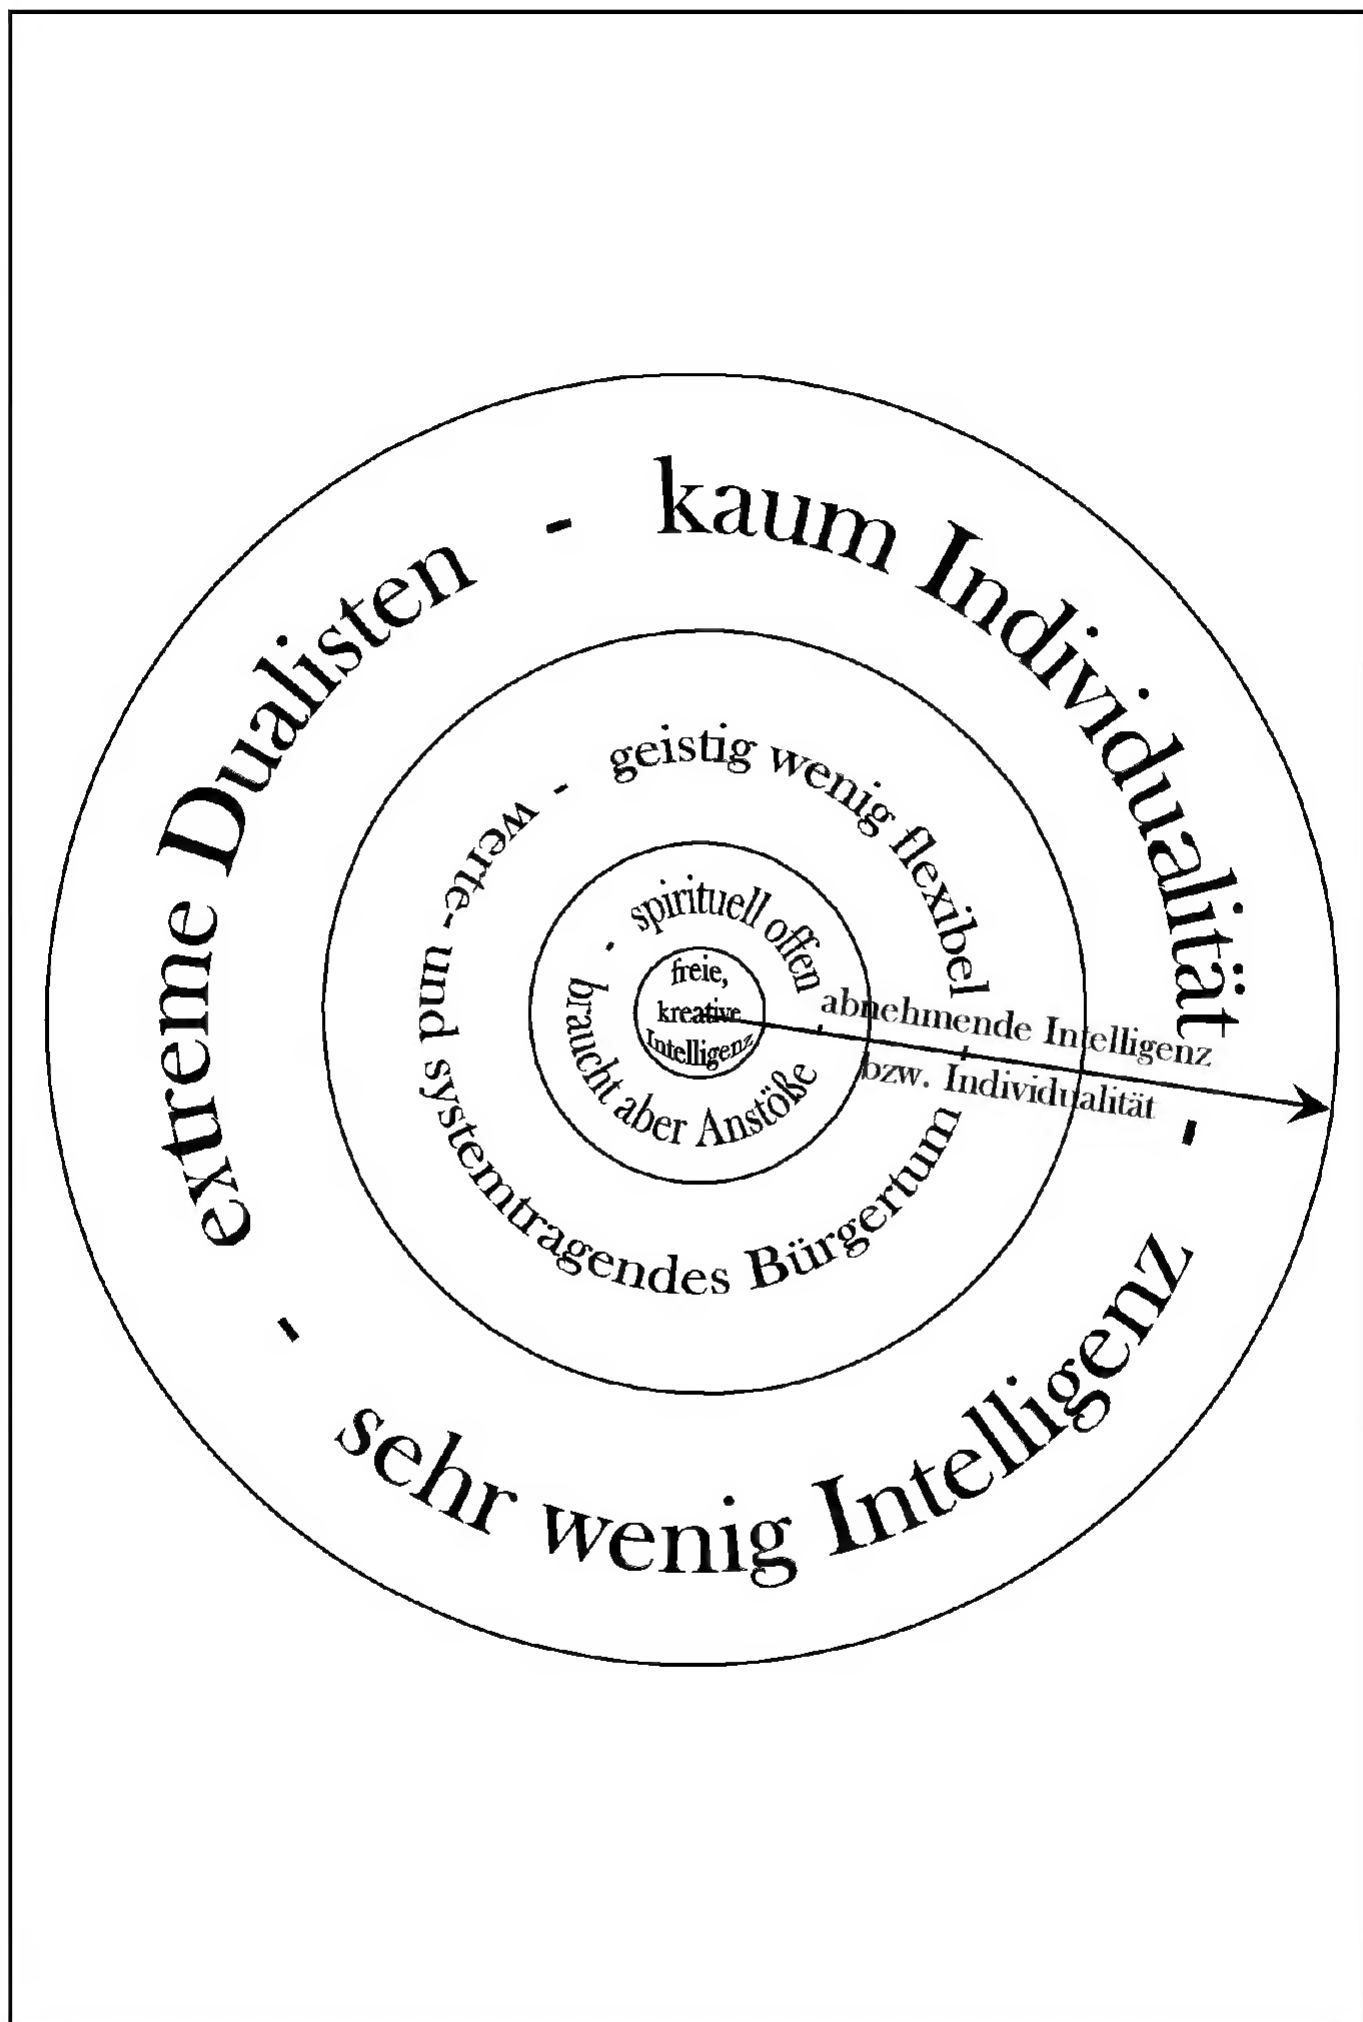 extreme Dualisten - kaum Individualität - sehr wenig Intelligenz -
geistig wenig flexibel
werte- und systemtragendes Bürgertum -
spirituell offen
braucht aber Anstöße -
freie,
kreative
Intelligenz
abnehmende Intelligenz
bzw. Individualität